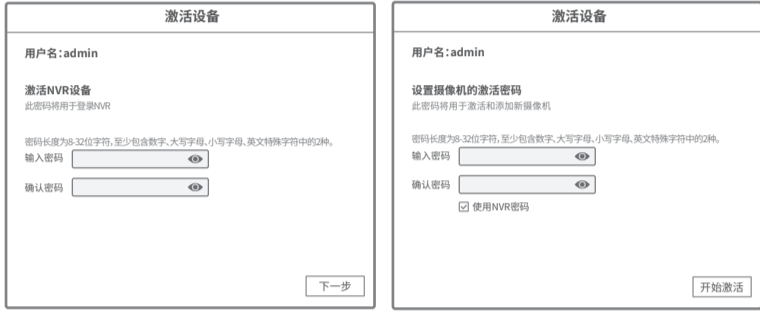 激活设备
用户名:admin
激活NVR设备
此密码将用于登录NVR
密码长度为8-32位字符,至少包含数字、大写字母、小写字母、英文特殊字符中的2种。
输入密码
确认密码
下一步
激活设备
用户名:admin
设置摄像机的激活密码
此密码将用于激活和添加新摄像机
密码长度为8-32位字符,至少包含数字、大写字母、小写字母、英文特殊字符中的2种。
输入密码
确认密码
使用NVR密码
开始激活